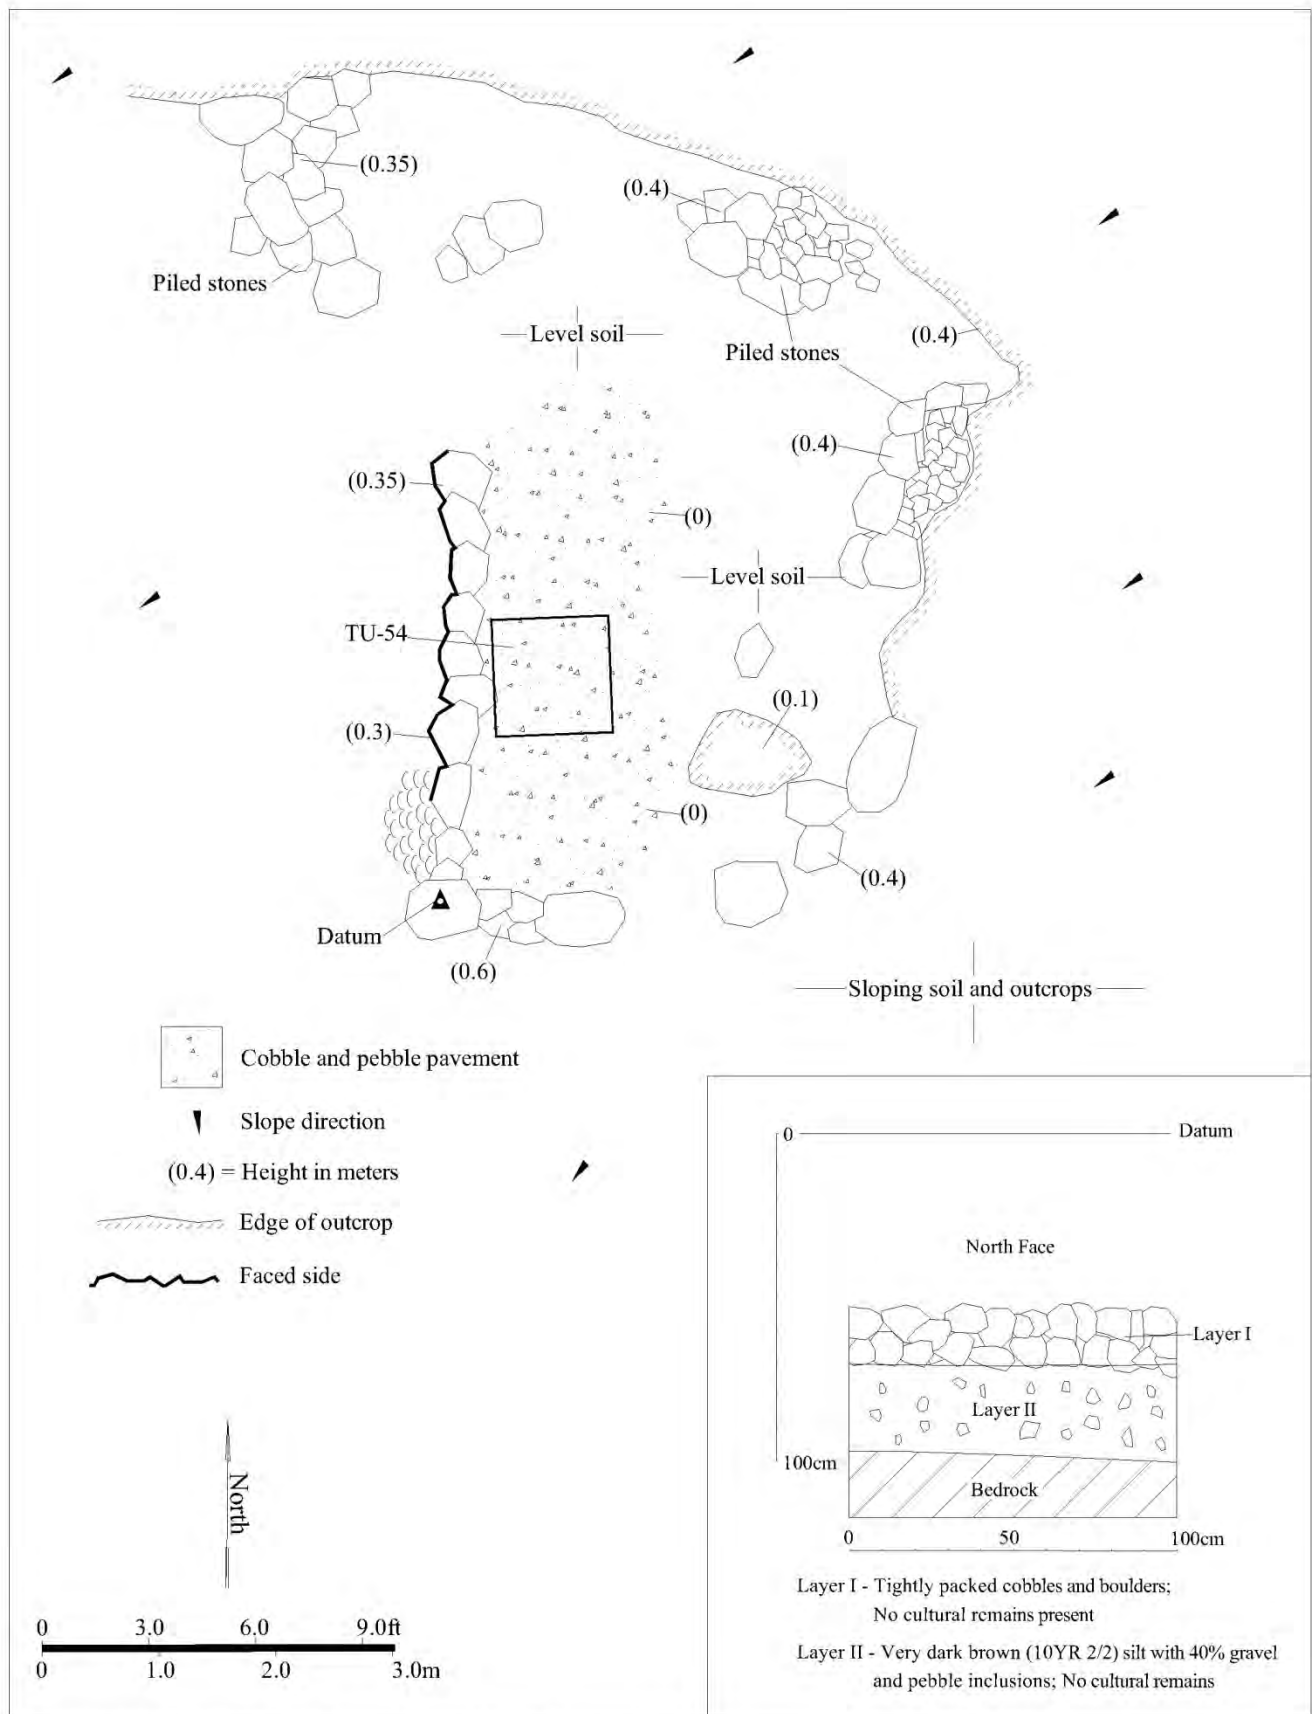 (0.35)
(0.4)
Piled stones
Level soil
(0.4)
Piled stones
(0.4)
(0.35)
(0)
Level soil
TU-54
(0.1)
(0.3)
(0)
(0.4)
Datum
(0.6)
Sloping soil and outcrops
Cobble and pebble pavement
Slope direction
(0.4) = Height in meters
Edge of outcrop
Faced side
North
0 3.0 6.0 9.0ft
0 1.0 2.0 3.0m
0 Datum
North Face
Layer I
Layer II
100cm
Bedrock
0 50 100cm
Layer I - Tightly packed cobbles and boulders;
No cultural remains present
Layer II - Very dark brown (10YR 2/2) silt with 40% gravel
and pebble inclusions; No cultural remains